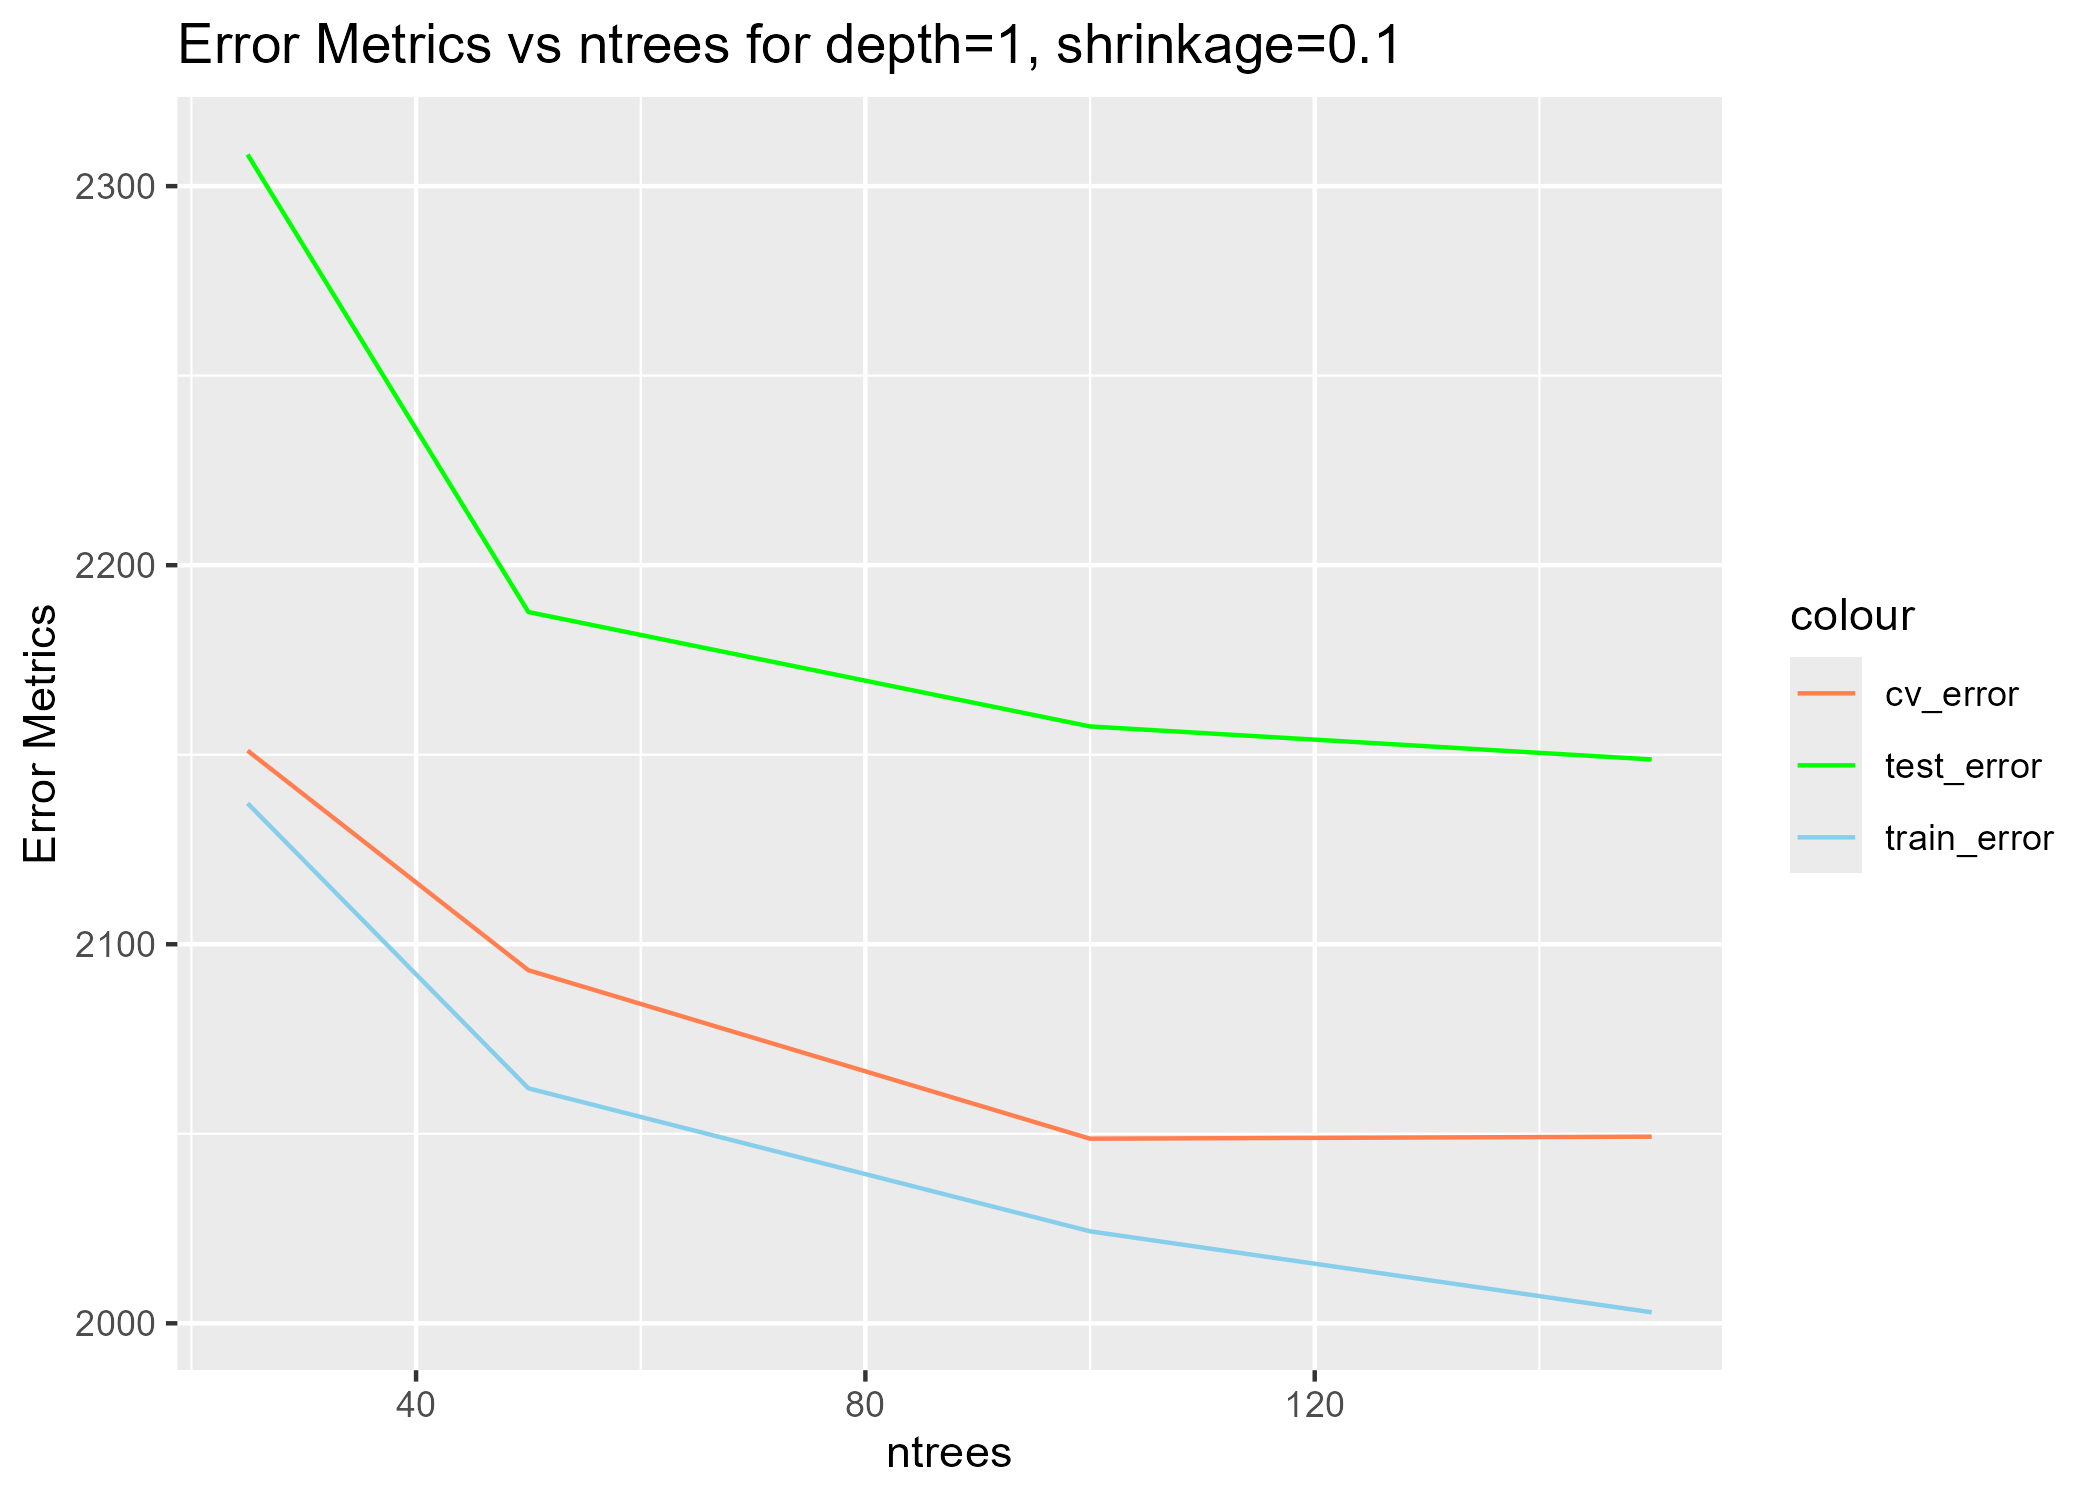 Error Metrics vs ntrees for depth=1, shrinkage=0.1
2300
2200
2100
2000
Error Metrics
40
80
120
ntrees
colour
cv_error
test_error
train_error